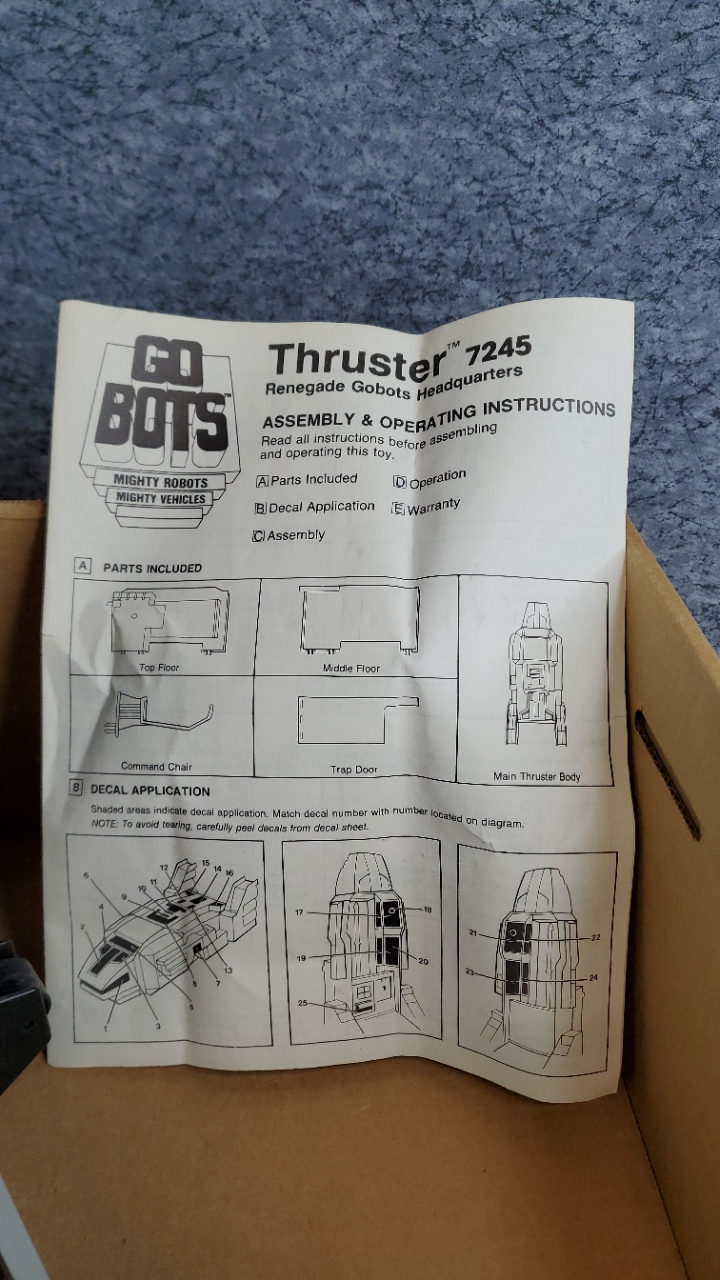 GO
BOTS™
MIGHTY ROBOTS
MIGHTY VEHICLES
Thruster™ 7245
Renegade Gobots Headquarters
ASSEMBLY & OPERATING INSTRUCTIONS
Read all instructions before assembling
and operating this toy.
A Parts Included
D Operation
B Decal Application
E Warranty
C Assembly
A PARTS INCLUDED
Top Floor
Middle Floor
Command Chair
Trap Door
Main Thruster Body
B DECAL APPLICATION
Shaded areas indicate decal application. Match decal number with number located on diagram.
NOTE: To avoid tearing, carefully peel decals from decal sheet.
12 15
11 14 16
10
6 9
4
2
13
8 7
5
1 3
17 18
19 20
25
21 22
23 24